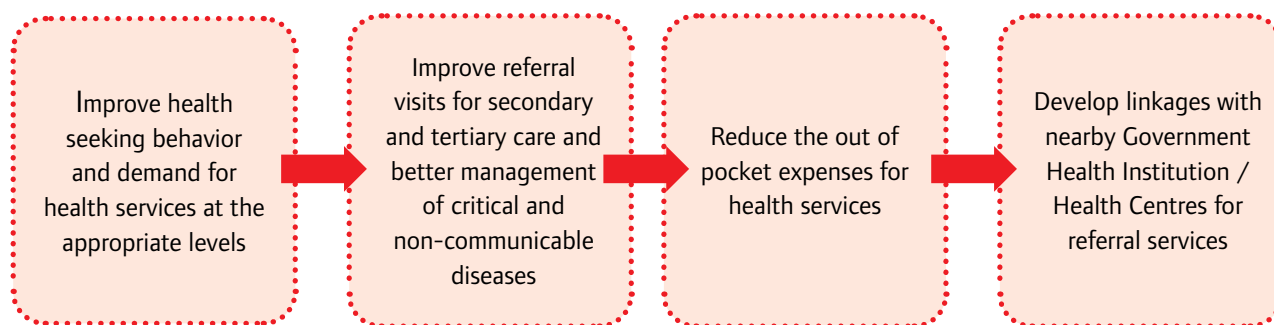 Improve health
seeking behavior
and demand for
health services at the
appropriate levels
Improve referral
visits for secondary
and tertiary care and
better management
of critical and
non-communicable
diseases
Reduce the out of
pocket expenses for
health services
Develop linkages with
nearby Government
Health Institution /
Health Centres for
referral services